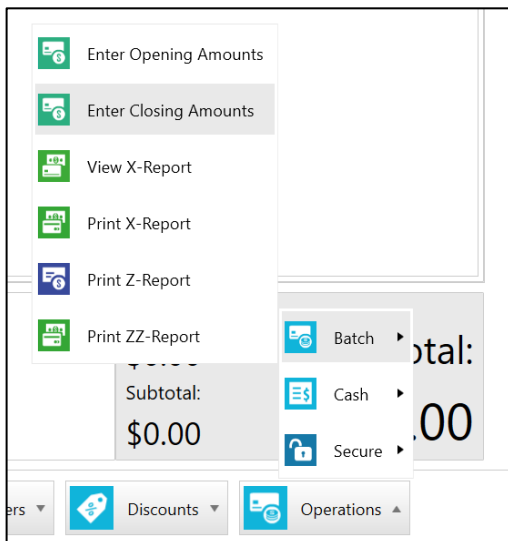 Enter Opening Amounts
Enter Closing Amounts
View X-Report
Print X-Report
Print Z-Report
Print ZZ-Report
Batch
otal:
Subtotal:
Cash
$0.00
.00
Secure
ers
Discounts
Operations